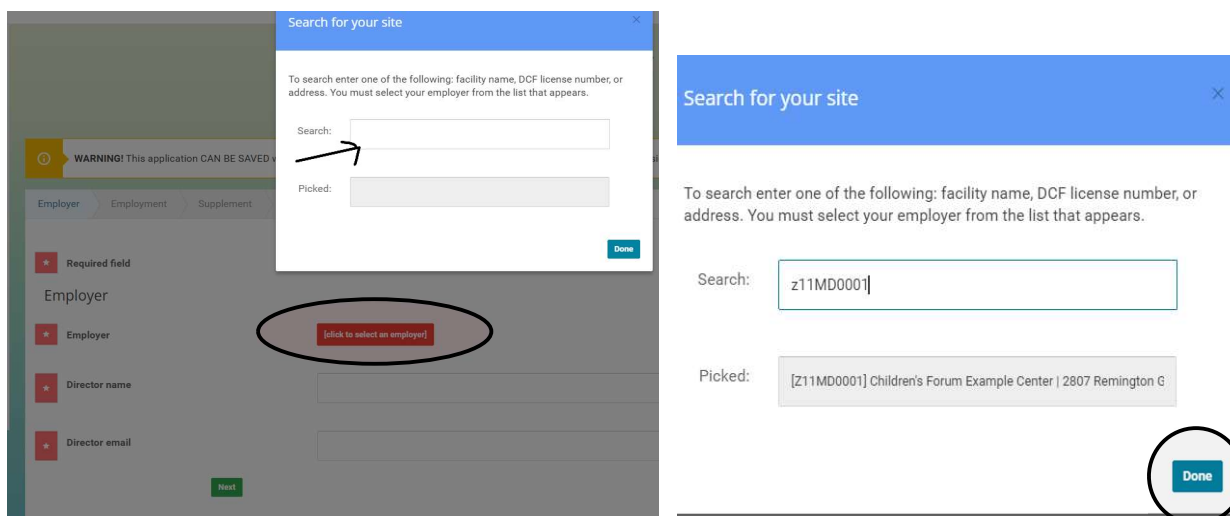 Search for your site
×
To search enter one of the following: facility name, DCF license number, or
address. You must select your employer from the list that appears.
Search:
Picked:
Done
WARNING! This application CAN BE SAVED
Employer
Employment
Supplement
* Required field
Employer
* Employer
[click to select an employer]
* Director name
* Director email
Next
Search for your site
×
To search enter one of the following: facility name, DCF license number, or
address. You must select your employer from the list that appears.
Search:
z11MD0001
Picked:
[Z11MD0001] Children's Forum Example Center | 2807 Remington G
Done